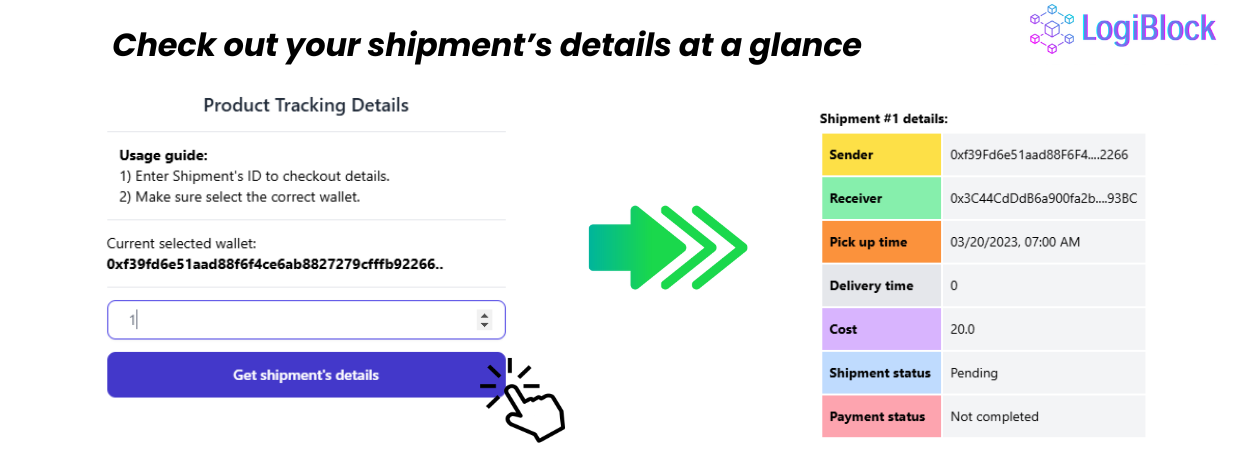 Check out your shipment's details at a glance
LogiBlock
Product Tracking Details
Usage guide:
1) Enter Shipment's ID to checkout details.
2) Make sure select the correct wallet.
Current selected wallet:
0xf39fd6e51aad88f6f4ce6ab8827279cfffb92266..
1
Get shipment's details
Shipment #1 details:
Sender 0xf39Fd6e51aad88F6F4....2266
Receiver 0x3C44CdDdB6a900fa2b....93BC
Pick up time 03/20/2023, 07:00 AM
Delivery time 0
Cost 20.0
Shipment status Pending
Payment status Not completed